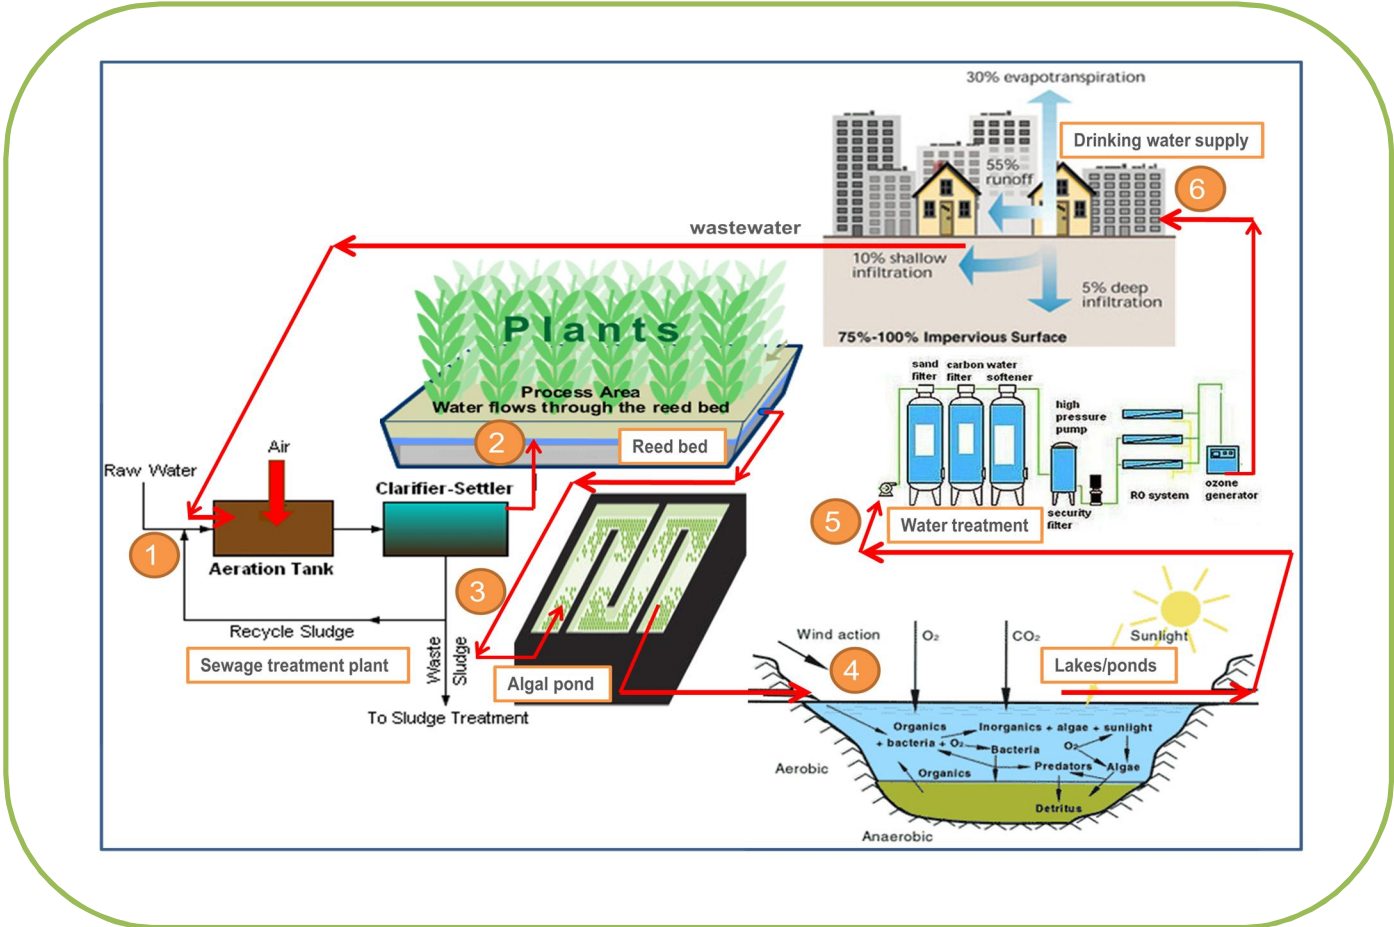 30% evapotranspiration
Drinking water supply
55%
runoff
6
wastewater
10% shallow
infiltration
5% deep
infiltration
75%-100% Impervious Surface
Plants
Process Area
Water flows through the reed bed
2
Reed bed
sand
filter
carbon
filter
water
softener
high
pressure
pump
security
filter
RO system
ozone
generator
5
Water treatment
Raw Water
Air
Clarifier-Settler
1
Aeration Tank
3
Recycle Sludge
Waste
Sludge
Sewage treatment plant
To Sludge Treatment
Algal pond
Wind action
4
O₂
CO₂
Sunlight
Lakes/ponds
Organics
+ bacteria + O₂
Inorganics + algae + sunlight
Bacteria
O₂
Organics
Predators
Algae
Detritus
Aerobic
Anaerobic